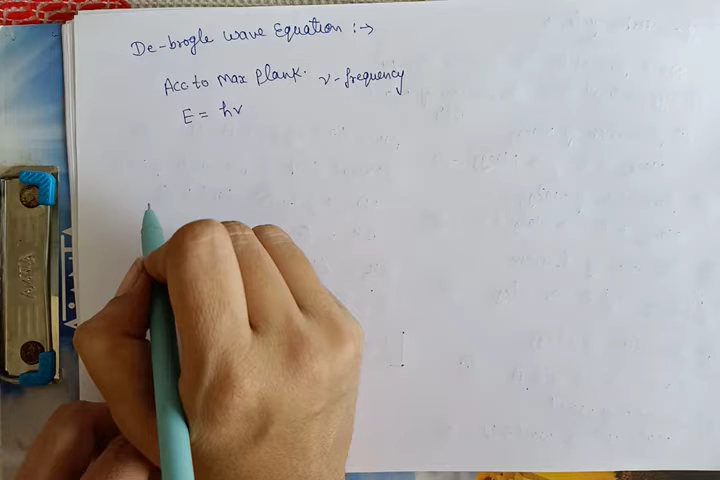 De-brogle wave Equation :→
Acc. to Max Plank. ν-frequency
E = hν